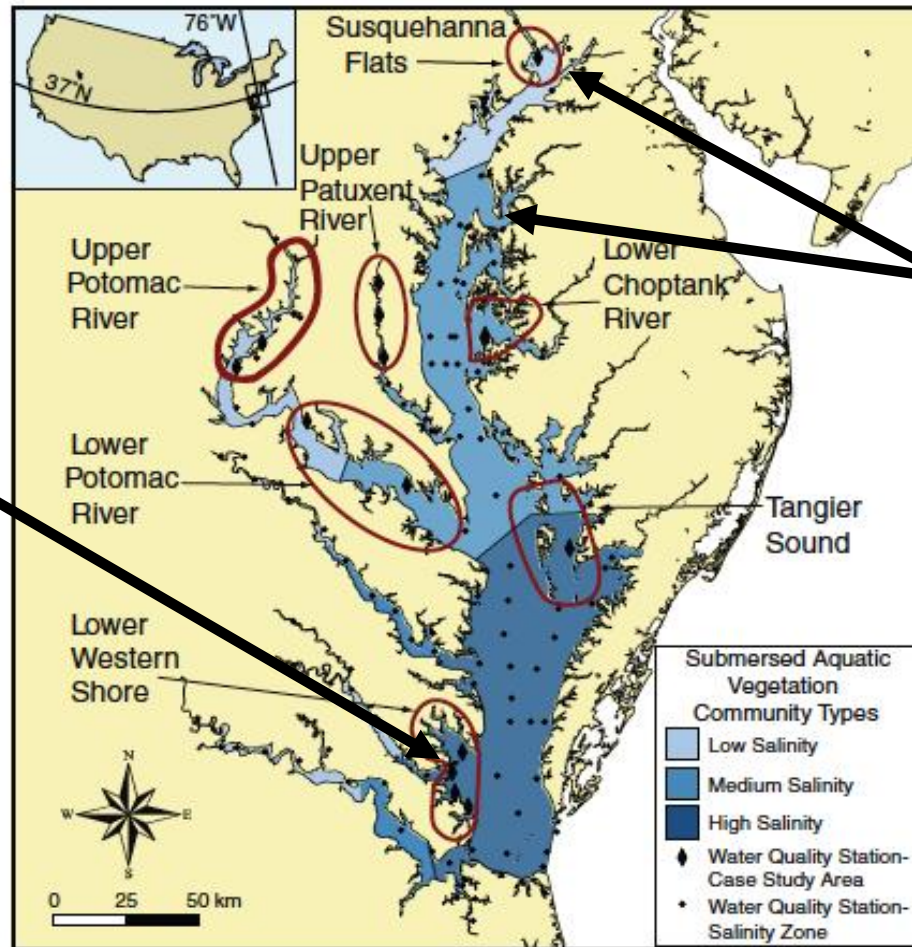 76°W
37°N
Susquehanna
Flats
Upper
Patuxent
River
Upper
Potomac
River
Lower
Choptank
River
Lower
Potomac
River
Tangier
Sound
Lower
Western
Shore
Submersed Aquatic
Vegetation
Community Types
Low Salinity
Medium Salinity
High Salinity
Water Quality Station-
Case Study Area
Water Quality Station-
Salinity Zone
N
W
E
S
0 25 50 km